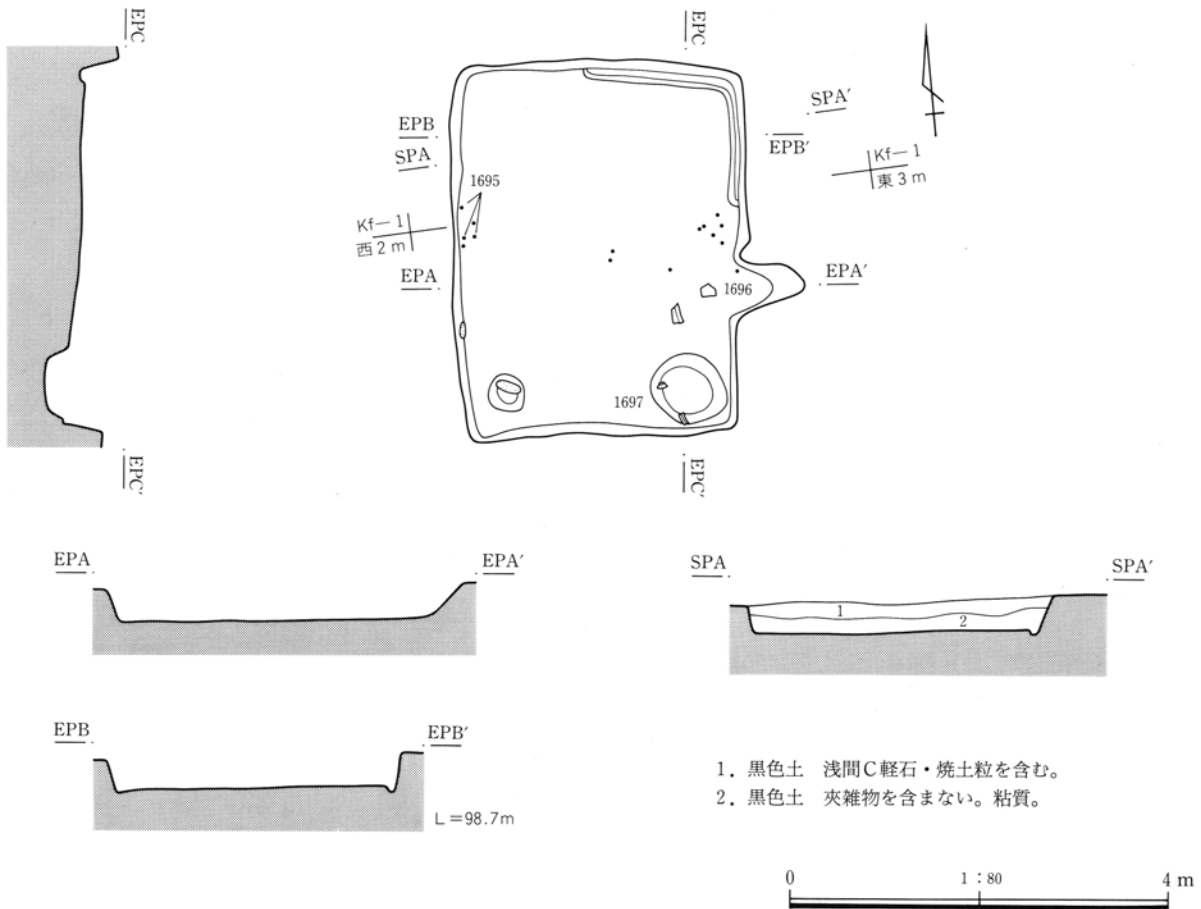 EPC
EPC
SPA′
EPB
EPB′
SPA
Kf－1
東3m
1695
Kf－1
西2m
EPA
EPA′
1696
1697
EPC′
EPC′
EPA
EPA′
SPA
SPA′
1
2
EPB
EPB′
L＝98.7m
1．黒色土　浅間C軽石・焼土粒を含む。
2．黒色土　夾雑物を含まない。粘質。
0
1：80
4 m